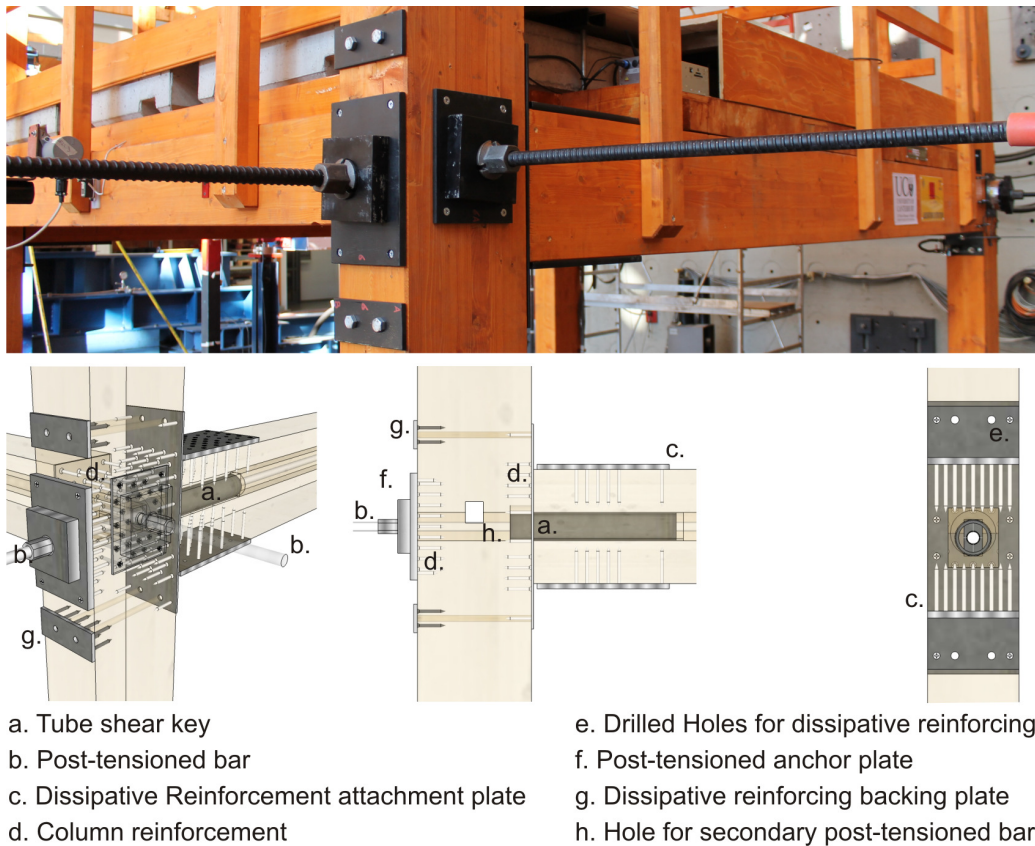 UC
g.
f.
d.
a.
b.
b.
g.
g.
f.
c.
d.
b.
h.
a.
d.
e.
c.
a. Tube shear key
b. Post-tensioned bar
c. Dissipative Reinforcement attachment plate
d. Column reinforcement
e. Drilled Holes for dissipative reinforcing
f. Post-tensioned anchor plate
g. Dissipative reinforcing backing plate
h. Hole for secondary post-tensioned bar